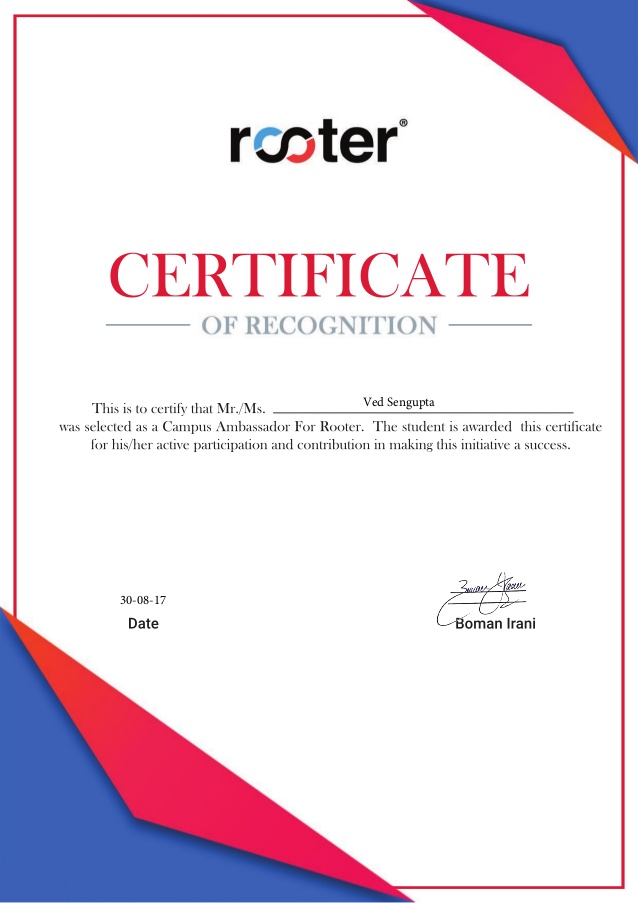 rooter®
CERTIFICATE
OF RECOGNITION
This is to certify that Mr./Ms. Ved Sengupta
was selected as a Campus Ambassador For Rooter. The student is awarded this certificate
for his/her active participation and contribution in making this initiative a success.
30-08-17
Date
Boman Irani